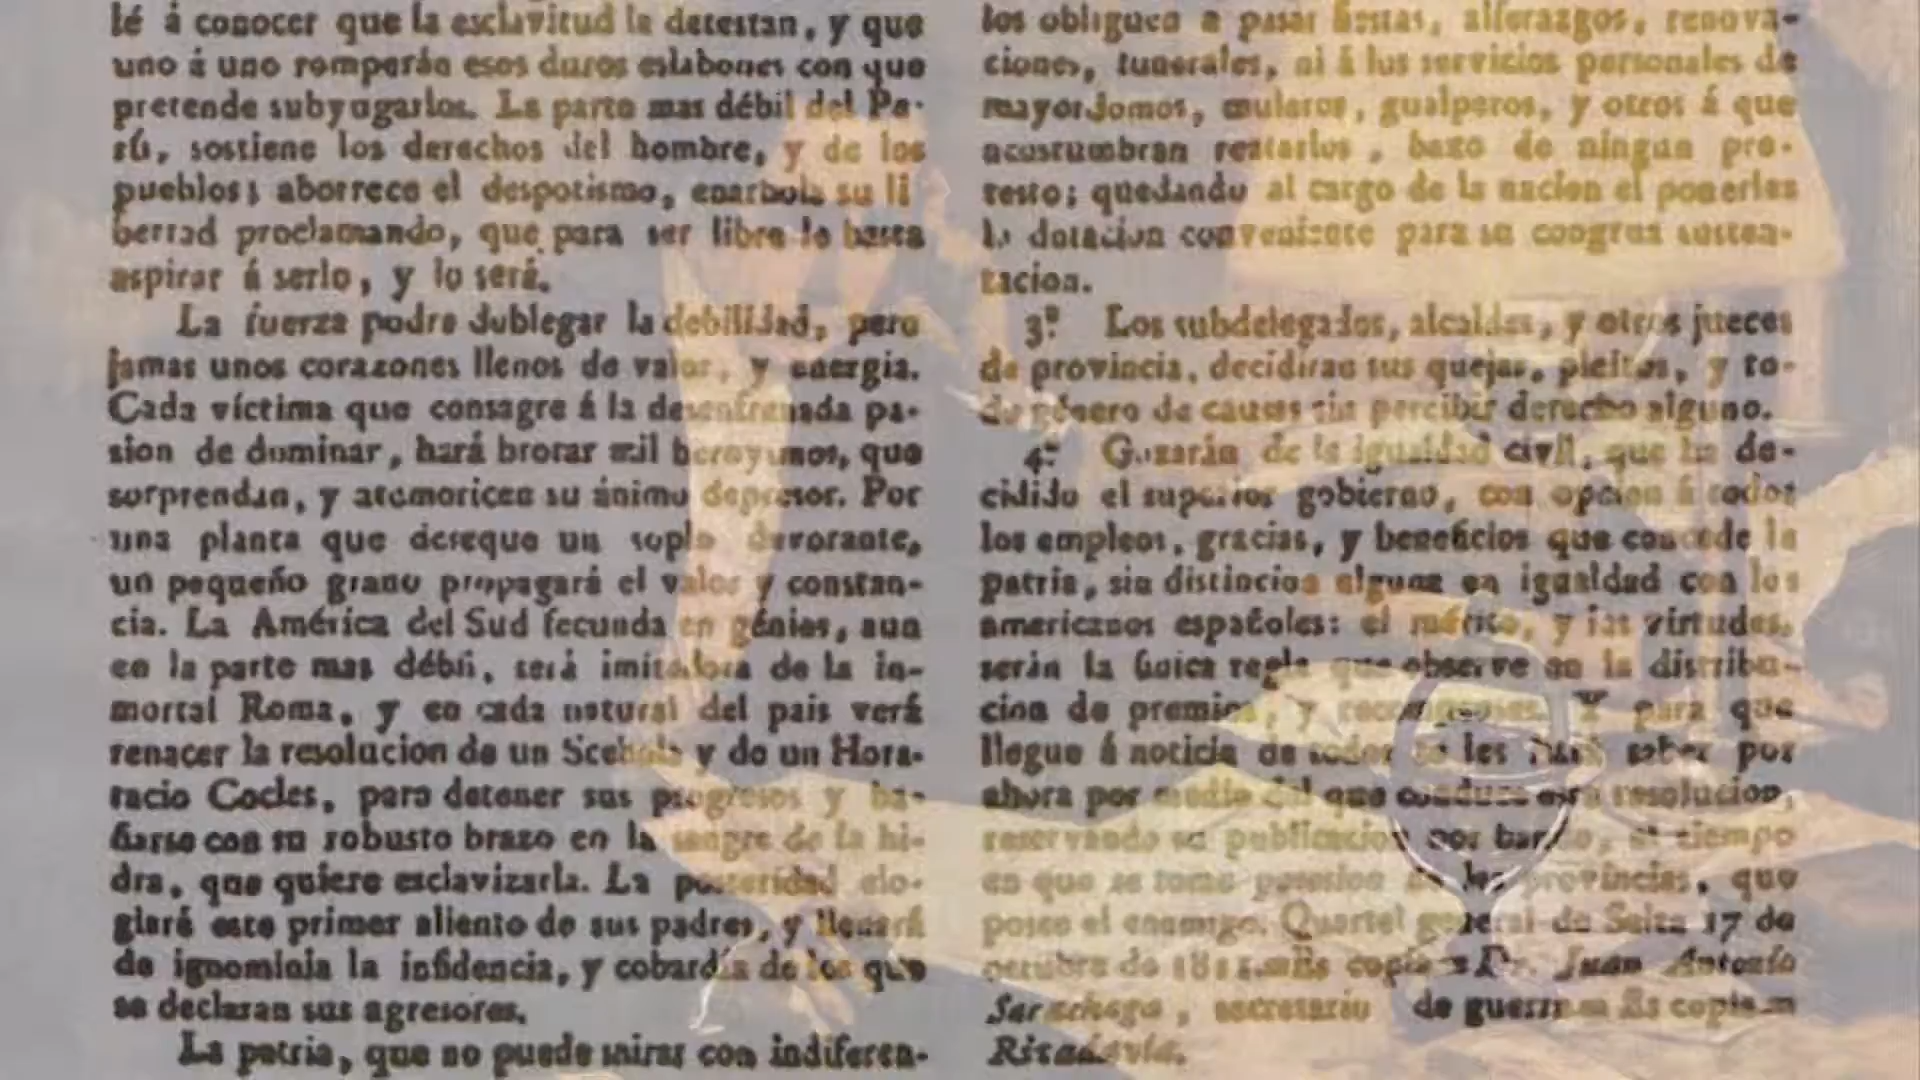 lé á conocer que la esclavitud la detestan, y que
uno á uno romperán esos duros eslabones con que
pretende subyugarlos. La parte mas débil del Pe-
rú, sostiene los derechos del hombre, y de los
pueblos; aborrece el despotismo, enarbola su li
bertad proclamando, que para ser libre le basta
aspirar á serlo, y lo será.
La fuerza podrá dublegar la debilidad, pero
jamas unos corazones llenos de valor, y energia.
Cada víctima que consagre á la desenfrenada pa-
sion de duminar, hará brotar mil heroysmos, que
sorprendan, y atemoricen su ánimo depresor. Por
una planta que deseque un soplo devorante,
un pequeño grano propagará el valor y constan-
cia. La América del Sud fecunda en génios, aun
en la parte mas débil, será imitadora de la in-
mortal Roma, y en cada natural del pais verá
renacer la resolucion de un Scebola y de un Hora-
racio Cocles, para detener sus progresos y ba-
ñarse con su robusto brazo en la sangre de la hi-
dra, que quiere esclavizarla. La posteridad elo-
giará este primer aliento de sus padres, y llenará
de ignominia la infidencia, y cobardía de los que
se declaran sus agresores.
La patria, que no puede mirar con indiferen-
los obliguen a pasar fiestas, alferazgos, renova-
ciones, funerales, ni á los servicios personales de
mayordomos, muleros, gualperos, y otros á que
acostumbran restarlos, baxo de ningun pre-
testo; quedando al cargo de la nacion el ponerles
la dotacion conveniente para su congrua susten-
tacion.
3º Los subdelegados, alcaldes, y otros jueces
de provincia, decidirán sus quejas, pleitos, y to-
do género de causas sin percibir derecho alguno.
4º Gozarán de la igualdad civil, que ha de-
cidido el superior gobierno, con opcion á todos
los empleos, gracias, y beneficios que concede la
patria, sin distincion alguna en igualdad con los
americanos españoles: el mérito, y las virtudes,
serán la única regla que observe en la distribu-
cion de premios, y recompensas. Y para que
llegue á noticia de todos se les hará saber por
ahora por medio del que conduce esta resolucion,
reservando su publicacion por bando, al tiempo
en que se tome posesion de las provincias, que
posee el enemigo. Quartel general de Salta 17 de
octubre de = Es copia = Dr. Juan Antonio
Sarachaga, secretario de guerra = Es copia =
Rivadavia.